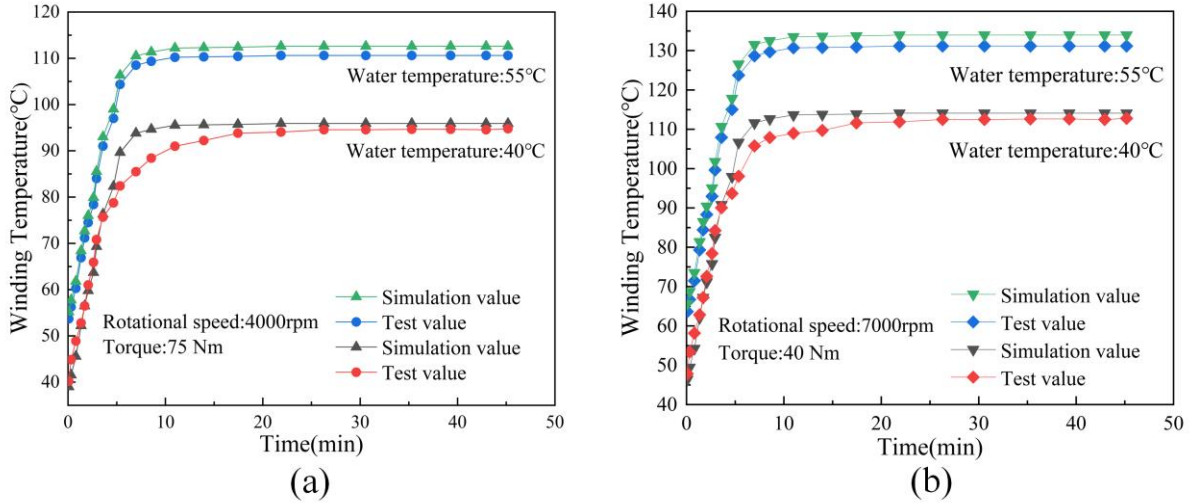 120
110
100
90
80
70
60
50
40
Winding Temperature(°C)
Water temperature:55°C
Water temperature:40°C
Simulation value
Test value
Simulation value
Test value
Rotational speed:4000rpm
Torque:75 Nm
0 10 20 30 40 50
Time(min)
(a)
140
130
120
110
100
90
80
70
60
50
40
Winding Temperature(°C)
Water temperature:55°C
Water temperature:40°C
Simulation value
Test value
Simulation value
Test value
Rotational speed:7000rpm
Torque:40 Nm
0 10 20 30 40 50
Time(min)
(b)